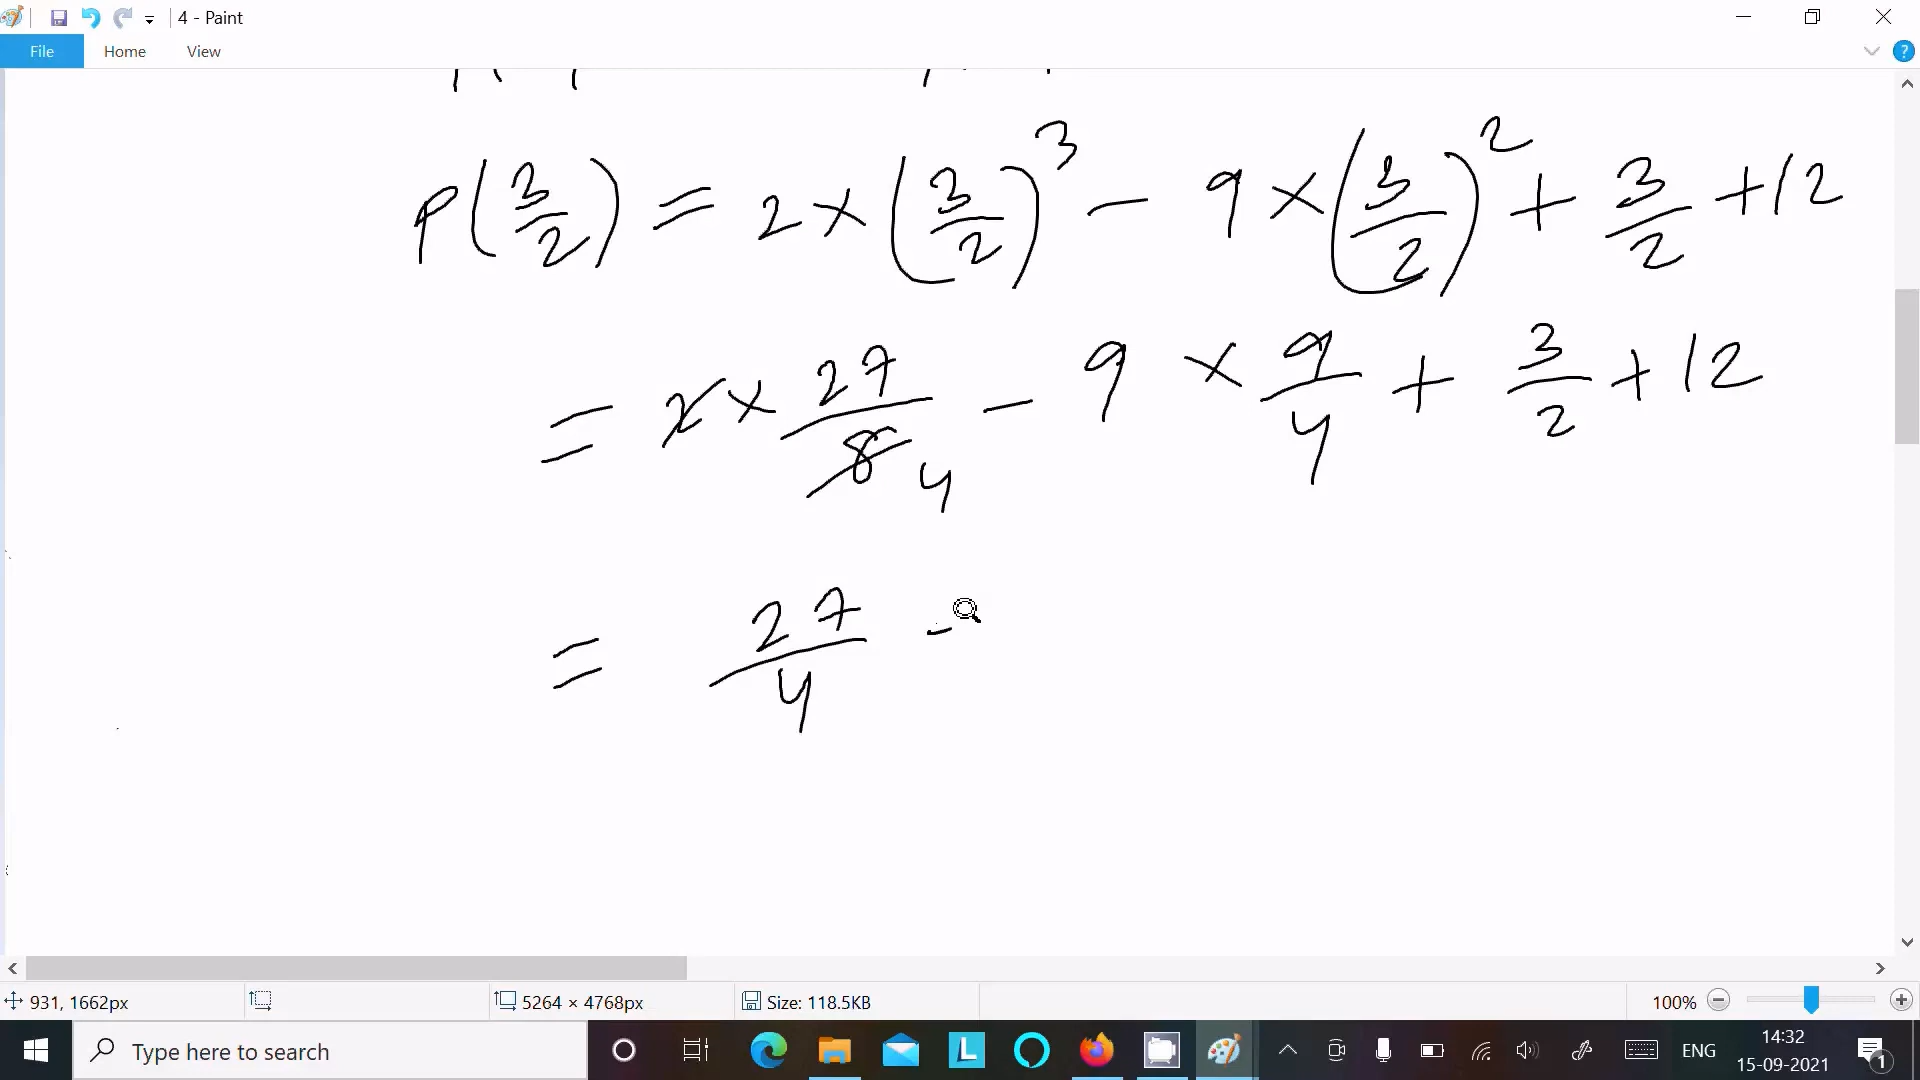 4 - Paint
File Home View
P(3/2) = 2 × (3/2)^3 - 9 × (3/2)^2 + 3/2 + 12
= 2 × 27/8 4 - 9 × 9/4 + 3/2 + 12
= 27/4 -
931, 1662px 5264 × 4768px Size: 118.5KB 100%
Type here to search L ENG 14:32
15-09-2021 1